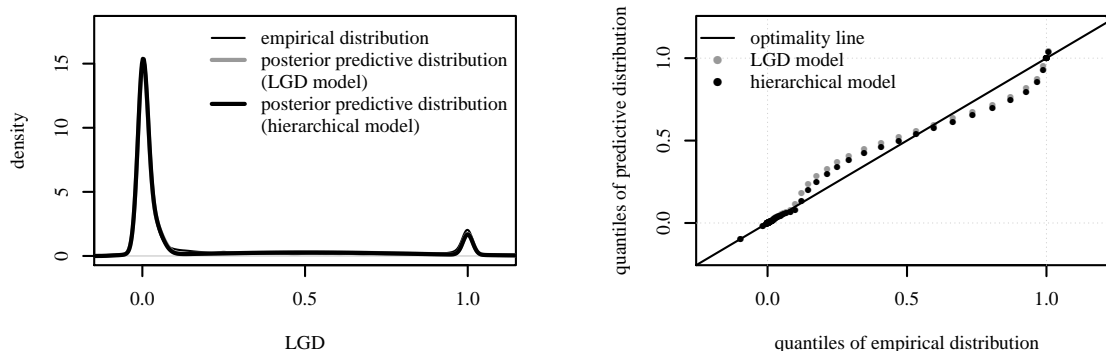 empirical distribution
posterior predictive distribution
(LGD model)
posterior predictive distribution
(hierarchical model)
density
15
10
5
0
0.0 0.5 1.0
LGD
optimality line
LGD model
hierarchical model
quantiles of predictive distribution
1.0
0.5
0.0
0.0 0.5 1.0
quantiles of empirical distribution